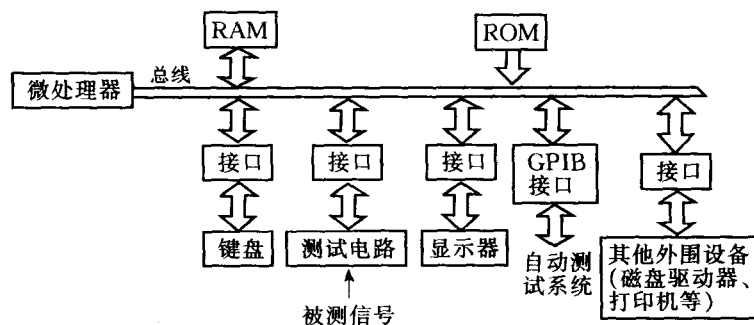 RAM
ROM
总线
微处理器
接口
接口
接口
GPIB
接口
接口
键盘
测试电路
显示器
自动测
试系统
其他外围设备
(磁盘驱动器、
打印机等)
被测信号